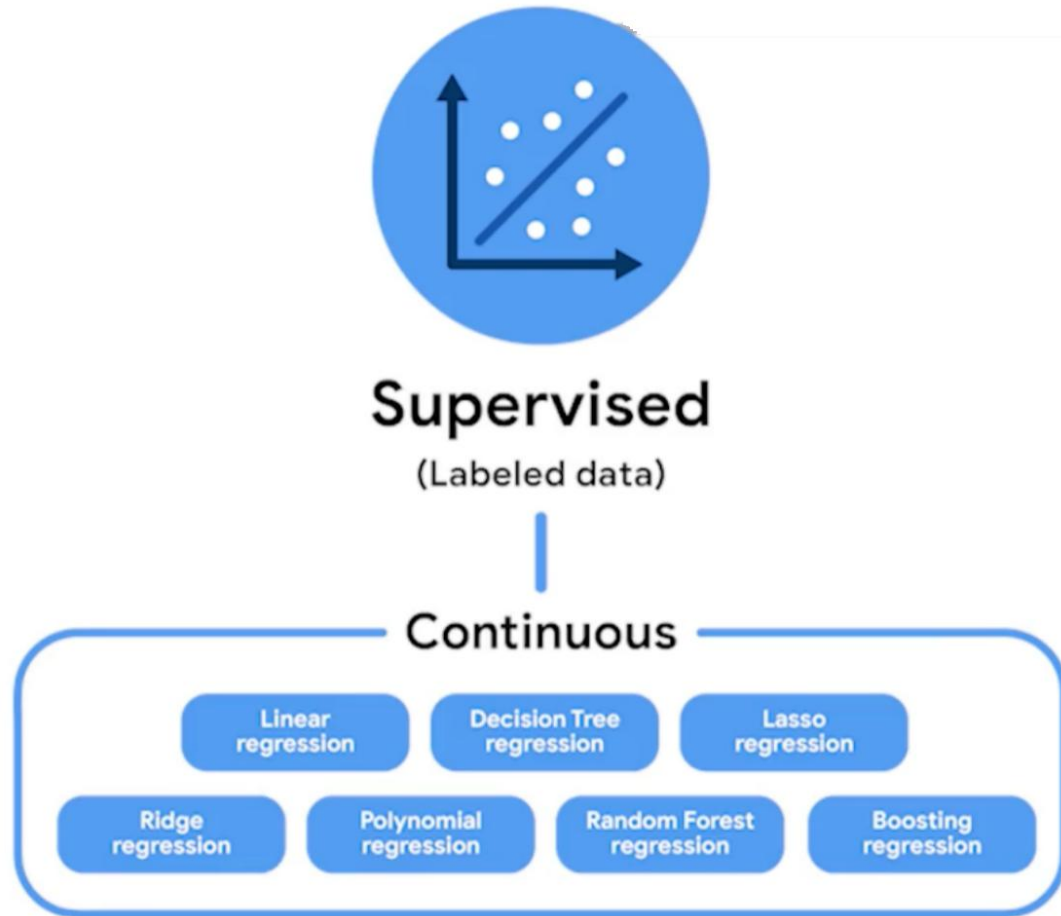 Supervised
(Labeled data)
Continuous
Linear
regression
Decision Tree
regression
Lasso
regression
Ridge
regression
Polynomial
regression
Random Forest
regression
Boosting
regression